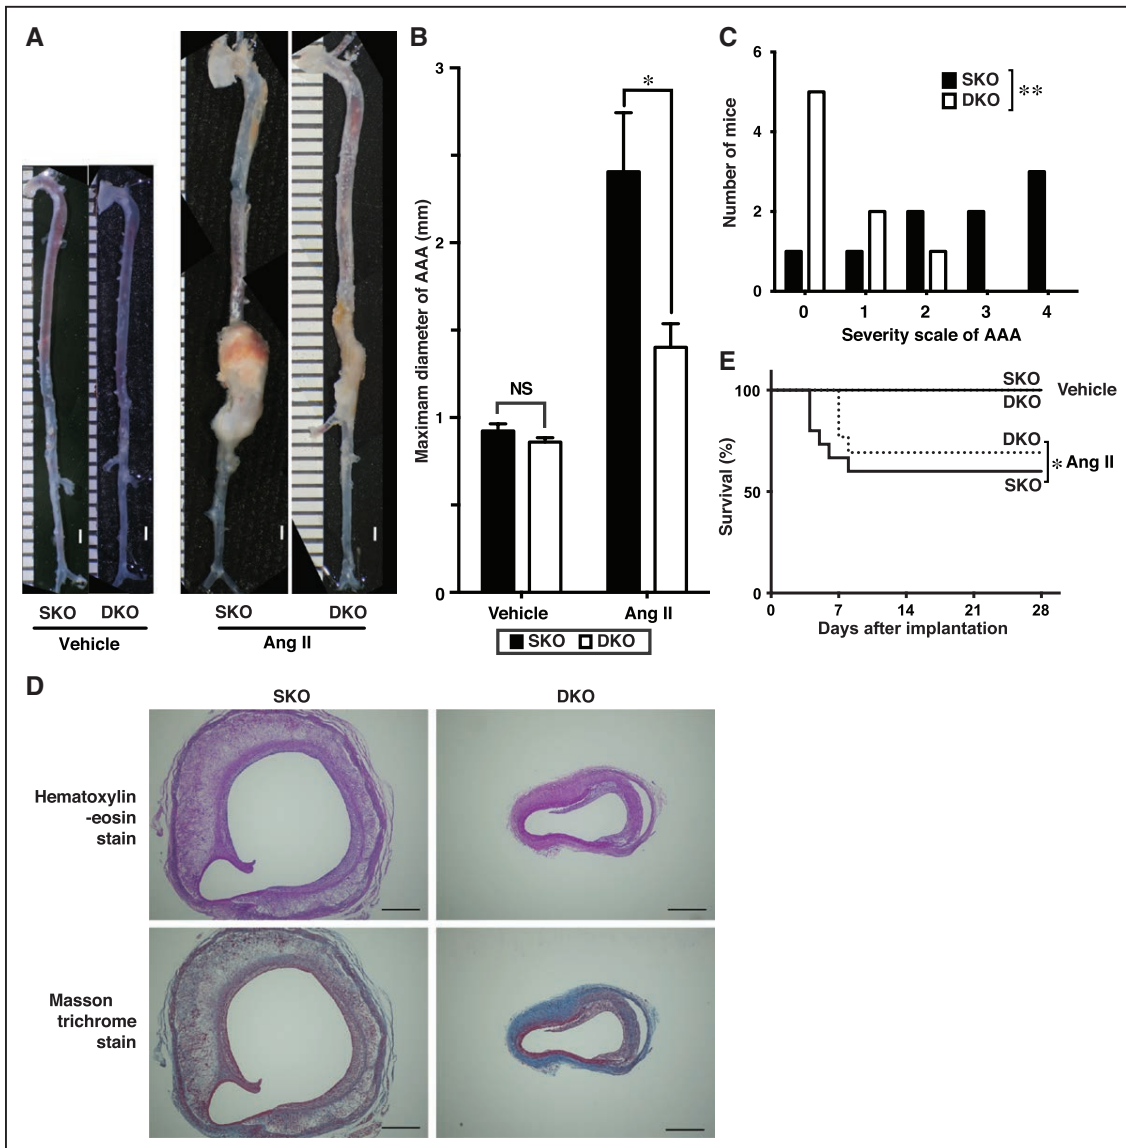 A
SKO DKO
Vehicle
SKO DKO
Ang II
B
Maximam diameter of AAA (mm)
3
2
1
0
*
NS
Vehicle Ang II
SKO DKO
C
Number of mice
6
4
2
0
SKO
DKO
**
0 1 2 3 4
Severity scale of AAA
E
Survival (%)
100
50
0
SKO
DKO
Vehicle
DKO
* Ang II
SKO
0 7 14 21 28
Days after implantation
D
SKO DKO
Hematoxylin
-eosin
stain
Masson
trichrome
stain